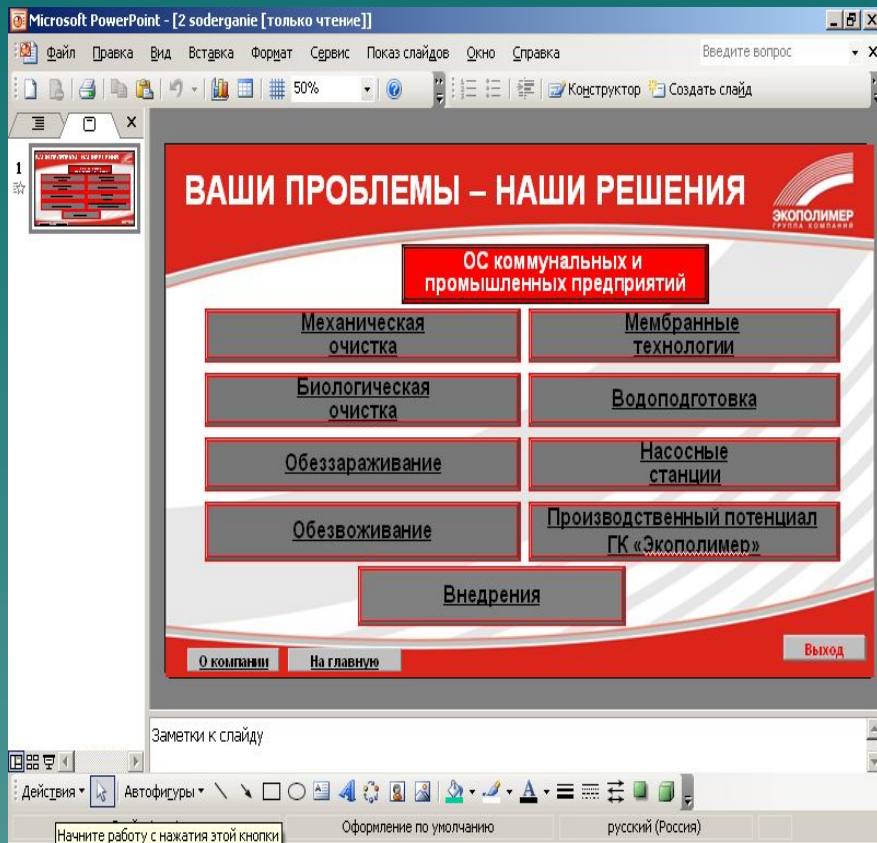 Microsoft PowerPoint - [2 soderganie [только чтение]]
Файл Правка Вид Вставка Формат Сервис Показ слайдов Окно Справка Введите вопрос
50% Конструктор Создать слайд
1
ВАШИ ПРОБЛЕМЫ – НАШИ РЕШЕНИЯ
ЭКОПОЛИМЕР
ГРУППА КОМПАНИЙ
ОС коммунальных и
промышленных предприятий
Механическая
очистка
Мембранные
технологии
Биологическая
очистка
Водоподготовка
Обеззараживание
Насосные
станции
Обезвоживание
Производственный потенциал
ГК «Экополимер»
Внедрения
О компании На главную Выход
Заметки к слайду
Действия Автофигуры
Начните работу с нажатия этой кнопки Оформление по умолчанию русский (Россия)